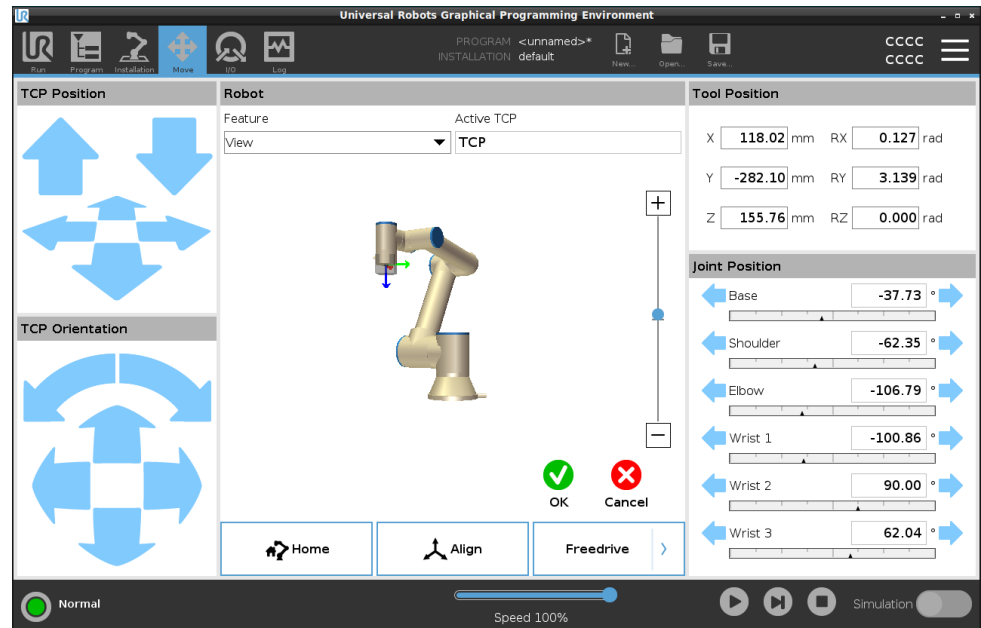 Universal Robots Graphical Programming Environment
UR
Run
Program
Installation
Move
I/O
Log
PROGRAM <unnamed>*
INSTALLATION default
New...
Open...
Save...
CCCC
CCCC
TCP Position
TCP Orientation
Robot
Feature
View
Active TCP
TCP
OK
Cancel
Home
Align
Freedrive
Tool Position
X 118.02 mm RX 0.127 rad
Y -282.10 mm RY 3.139 rad
Z 155.76 mm RZ 0.000 rad
Joint Position
Base -37.73 °
Shoulder -62.35 °
Elbow -106.79 °
Wrist 1 -100.86 °
Wrist 2 90.00 °
Wrist 3 62.04 °
Normal
Speed 100%
Simulation